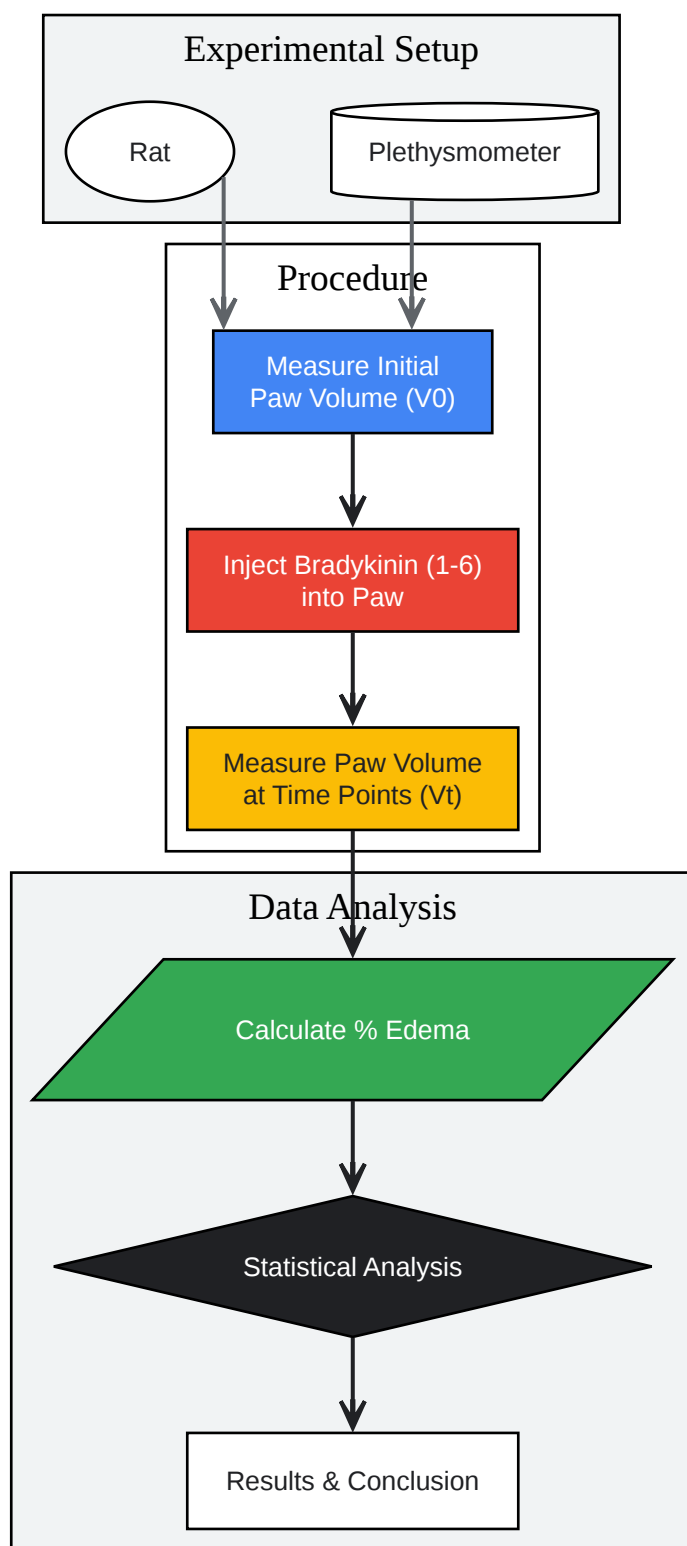 Experimental Setup
Rat
Plethysmometer
Procedure
Measure Initial
Paw Volume (V0)
Inject Bradykinin (1-6)
into Paw
Measure Paw Volume
at Time Points (Vt)
Data Analysis
Calculate % Edema
Statistical Analysis
Results & Conclusion